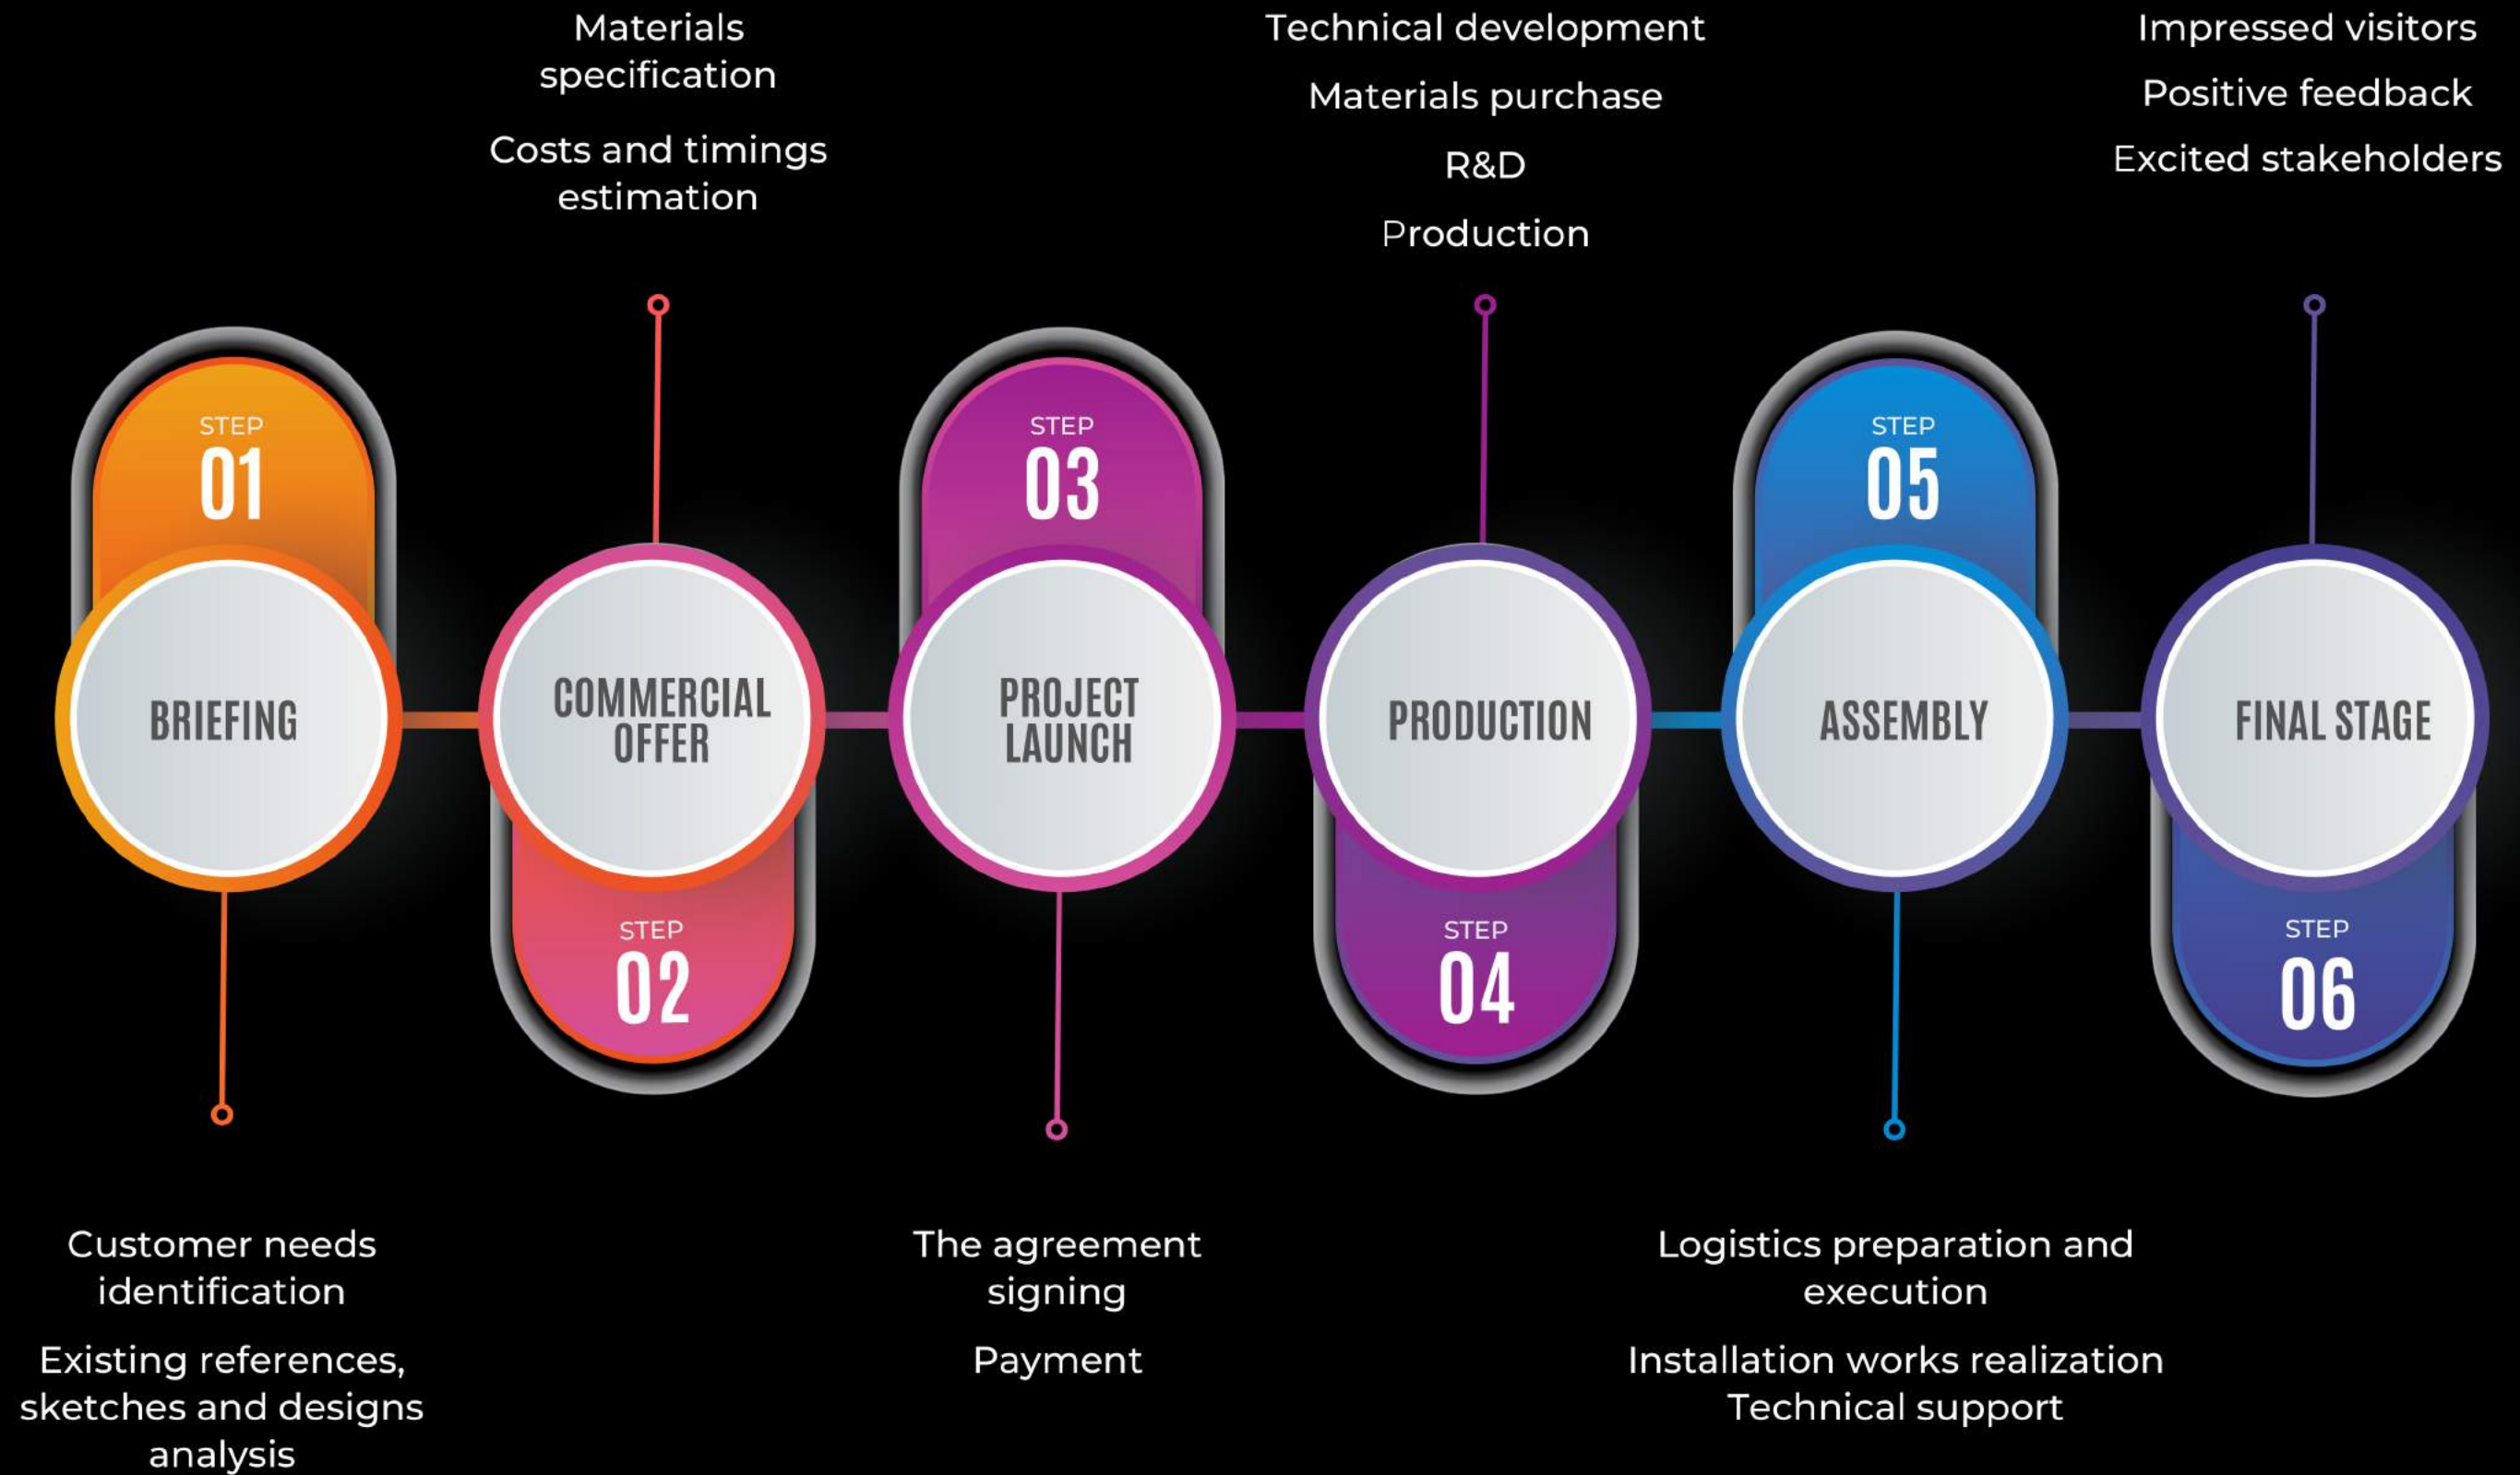 STEP
01
BRIEFING
Customer needs
identification
Existing references,
sketches and designs
analysis
Materials
specification
Costs and timings
estimation
COMMERCIAL
OFFER
STEP
02
STEP
03
PROJECT
LAUNCH
The agreement
signing
Payment
Technical development
Materials purchase
R&D
Production
PRODUCTION
STEP
04
STEP
05
ASSEMBLY
Logistics preparation and
execution
Installation works realization
Technical support
Impressed visitors
Positive feedback
Excited stakeholders
FINAL STAGE
STEP
06